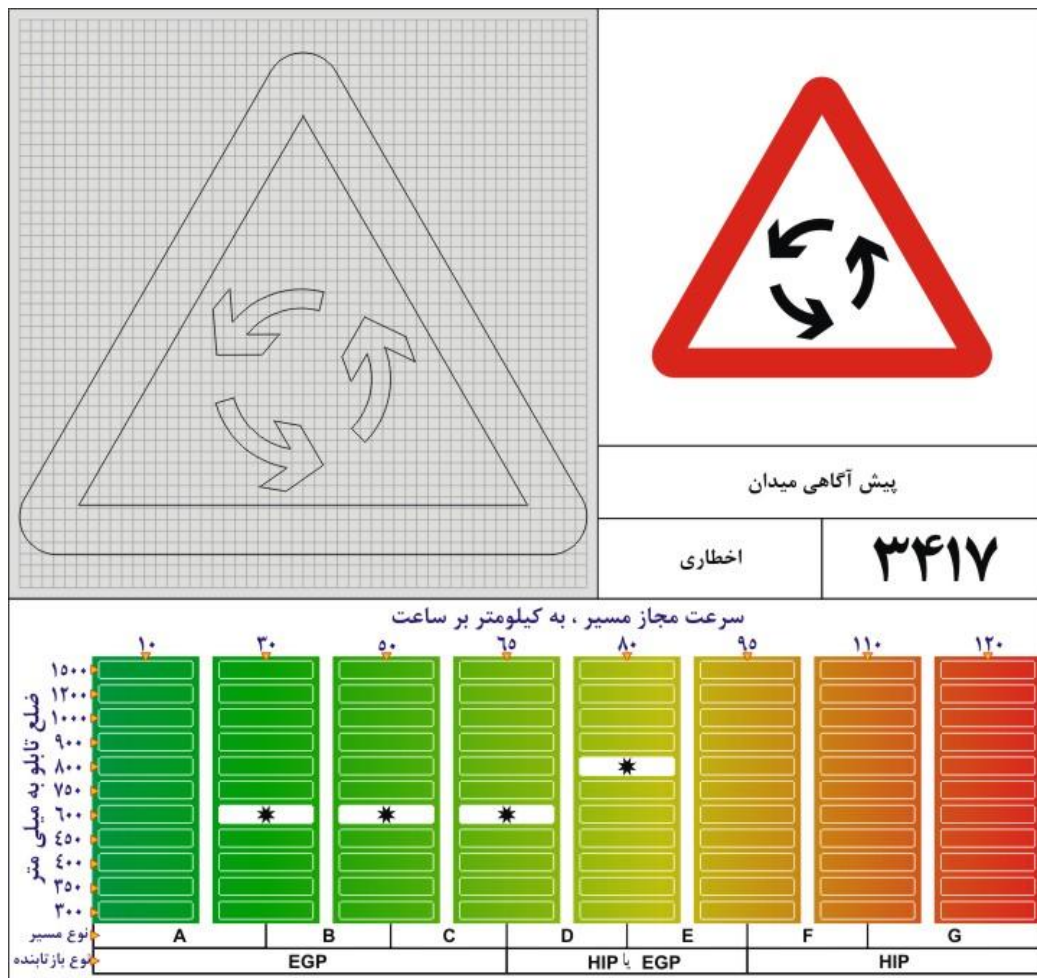 پیش آگاهی میدان
اخطاری
۳۴۱۷
سرعت مجاز مسیر ، به کیلومتر بر ساعت
۱۰ ۳۰ ۵۰ ۶۵ ۸۰ ۹۵ ۱۱۰ ۱۲۰
ضلع تابلو به میلی متر
۱۵۰۰
۱۲۰۰
۱۰۰۰
۹۰۰
۸۰۰
۷۵۰
۶۰۰
۴۵۰
۴۰۰
۳۵۰
۳۰۰
نوع مسیر A B C D E F G
نوع بازتابنده EGP HIP یا EGP HIP